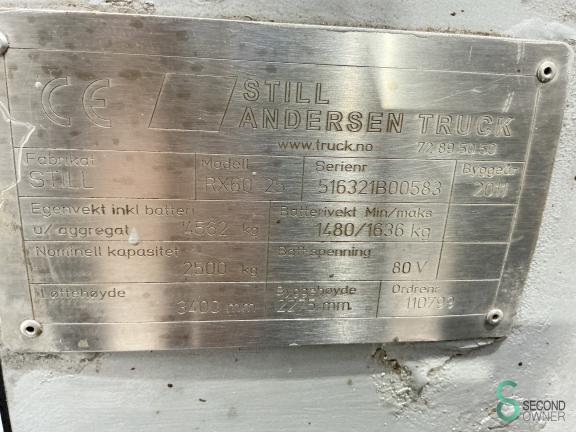 CE
STILL
ANDERSEN TRUCK
www.truck.no 72 89 50 50
Fabrikat Modell Serienr Byggeår
STILL RX60 25 516321B00583 2011
Egenvekt inkl batteri Batterivekt Min/maks
u/aggregat 4562 kg 1480/1636 kg
Nominell kapasitet Batt.spenning
2500 kg 80 V
Løftehøyde Byggehøyde Ordrenr
3400 mm 2275 mm 110793
SECOND
OWNER